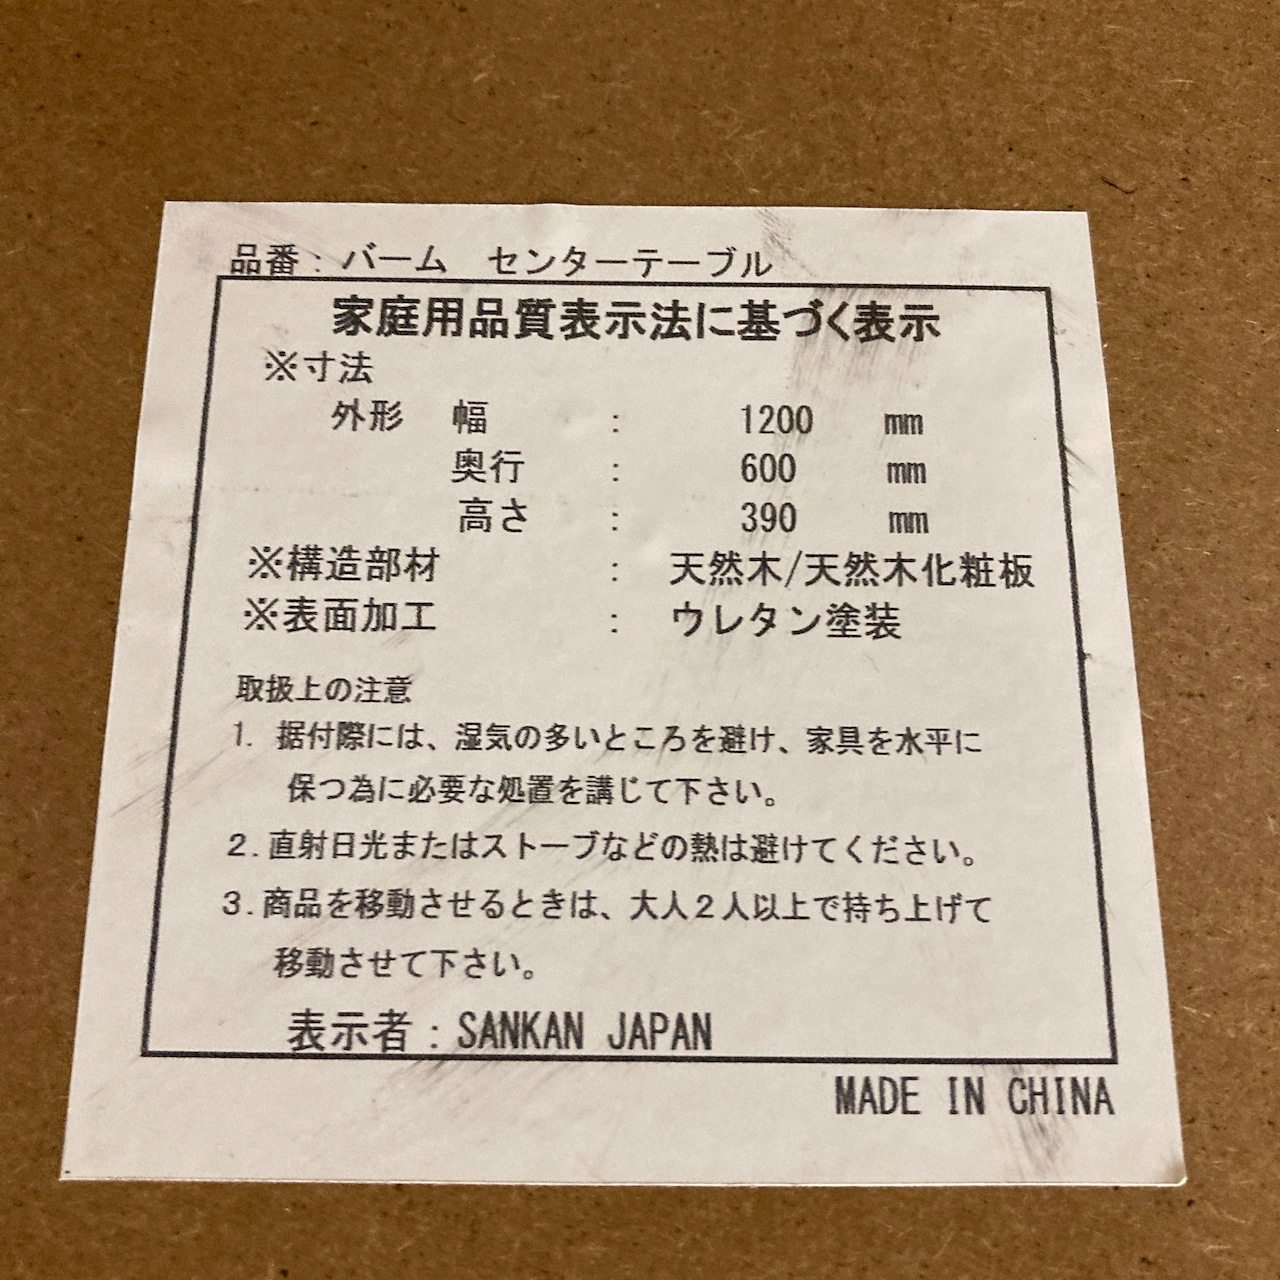 品番：バーム　センターテーブル
家庭用品質表示法に基づく表示
※寸法
外形　幅　：　1200　mm
奥行　：　600　mm
高さ　：　390　mm
※構造部材　：　天然木/天然木化粧板
※表面加工　：　ウレタン塗装
取扱上の注意
1. 据付際には、湿気の多いところを避け、家具を水平に
保つ為に必要な処置を講じて下さい。
2. 直射日光またはストーブなどの熱は避けてください。
3. 商品を移動させるときは、大人２人以上で持ち上げて
移動させて下さい。
表示者：SANKAN JAPAN
MADE IN CHINA